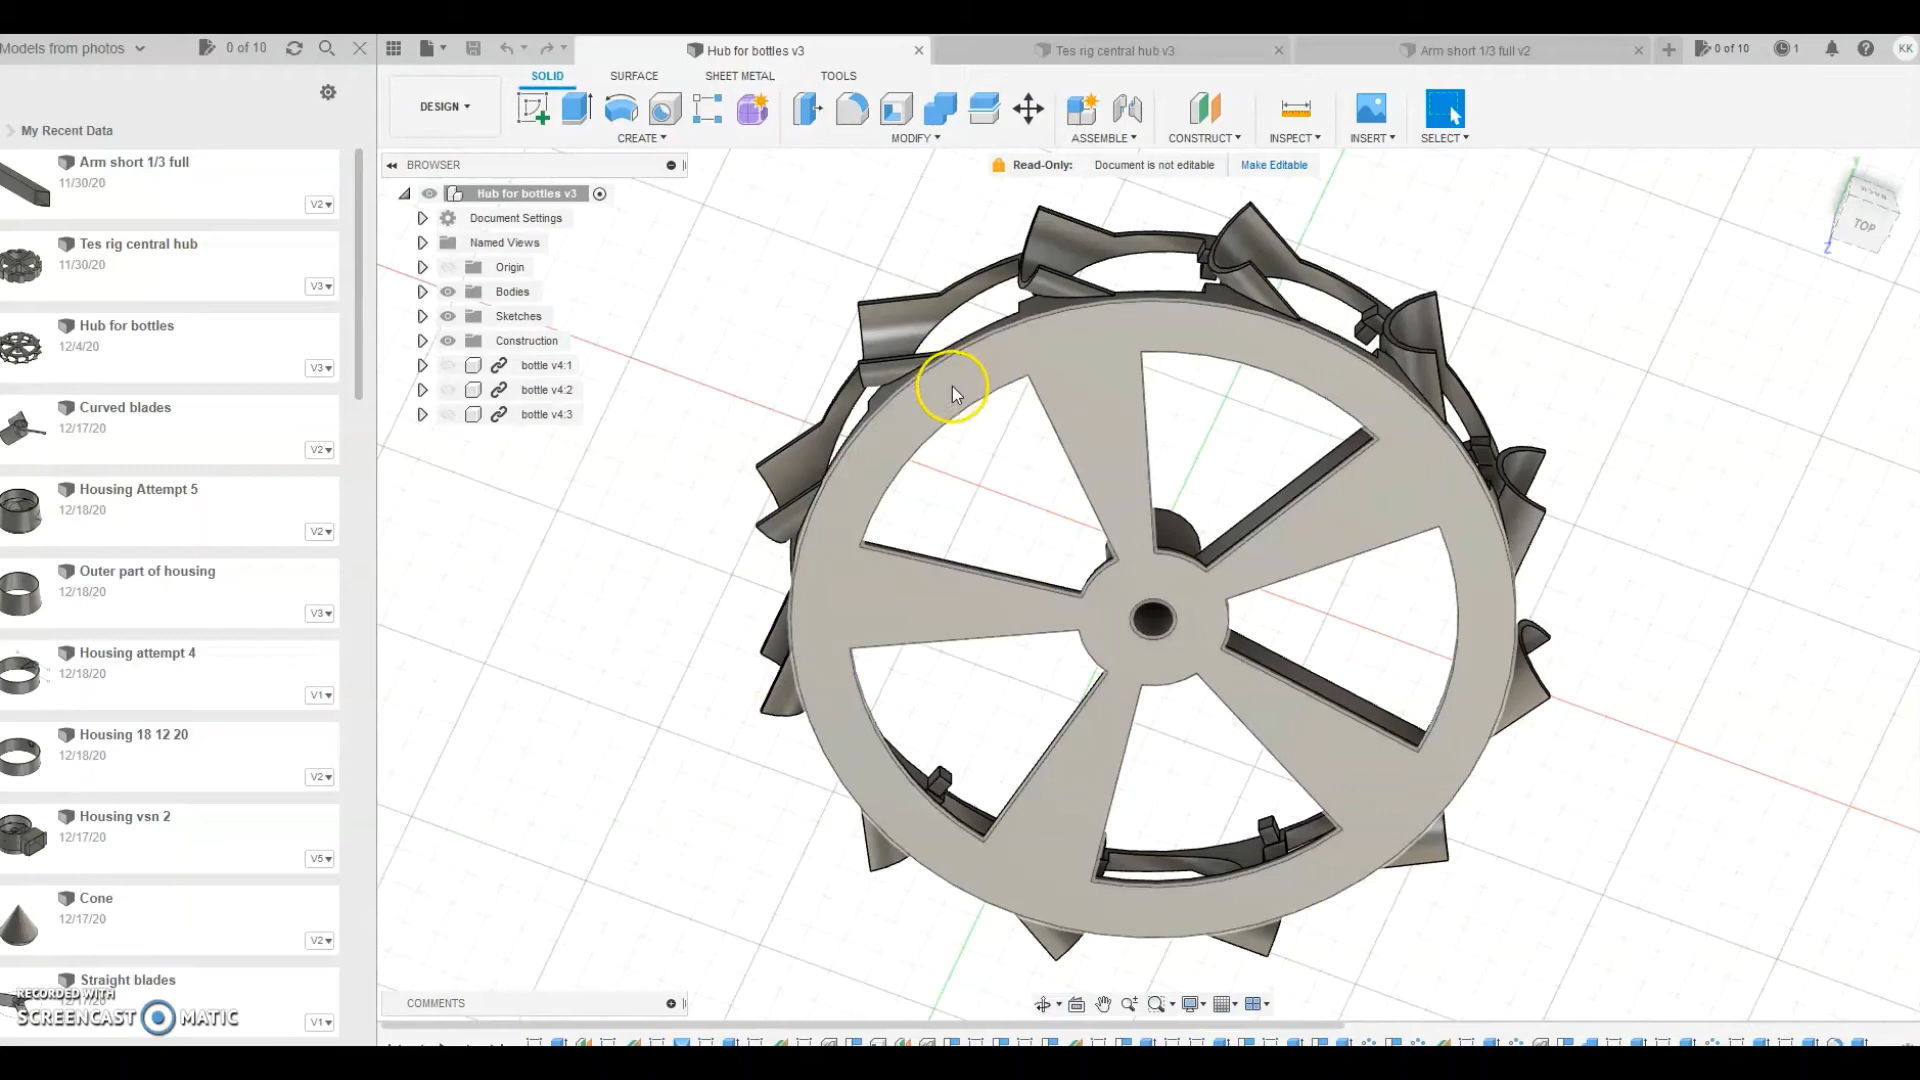 Models from photos
0 of 10
My Recent Data
Arm short 1/3 full
11/30/20
V2
Tes rig central hub
11/30/20
V3
Hub for bottles
12/4/20
V3
Curved blades
12/17/20
V2
Housing Attempt 5
12/18/20
V2
Outer part of housing
12/18/20
V3
Housing attempt 4
12/18/20
V1
Housing 18 12 20
12/18/20
V2
Housing vsn 2
12/17/20
V5
Cone
12/17/20
V2
Straight blades
12/17/20
V1
RECORDED WITH
SCREENCAST MATIC
Hub for bottles v3
Tes rig central hub v3
Arm short 1/3 full v2
0 of 10
1
KK
DESIGN
SOLID
SURFACE
SHEET METAL
TOOLS
CREATE
MODIFY
ASSEMBLE
CONSTRUCT
INSPECT
INSERT
SELECT
BROWSER
Read-Only: Document is not editable Make Editable
Hub for bottles v3
Document Settings
Named Views
Origin
Bodies
Sketches
Construction
bottle v4:1
bottle v4:2
bottle v4:3
TOP
Z
COMMENTS